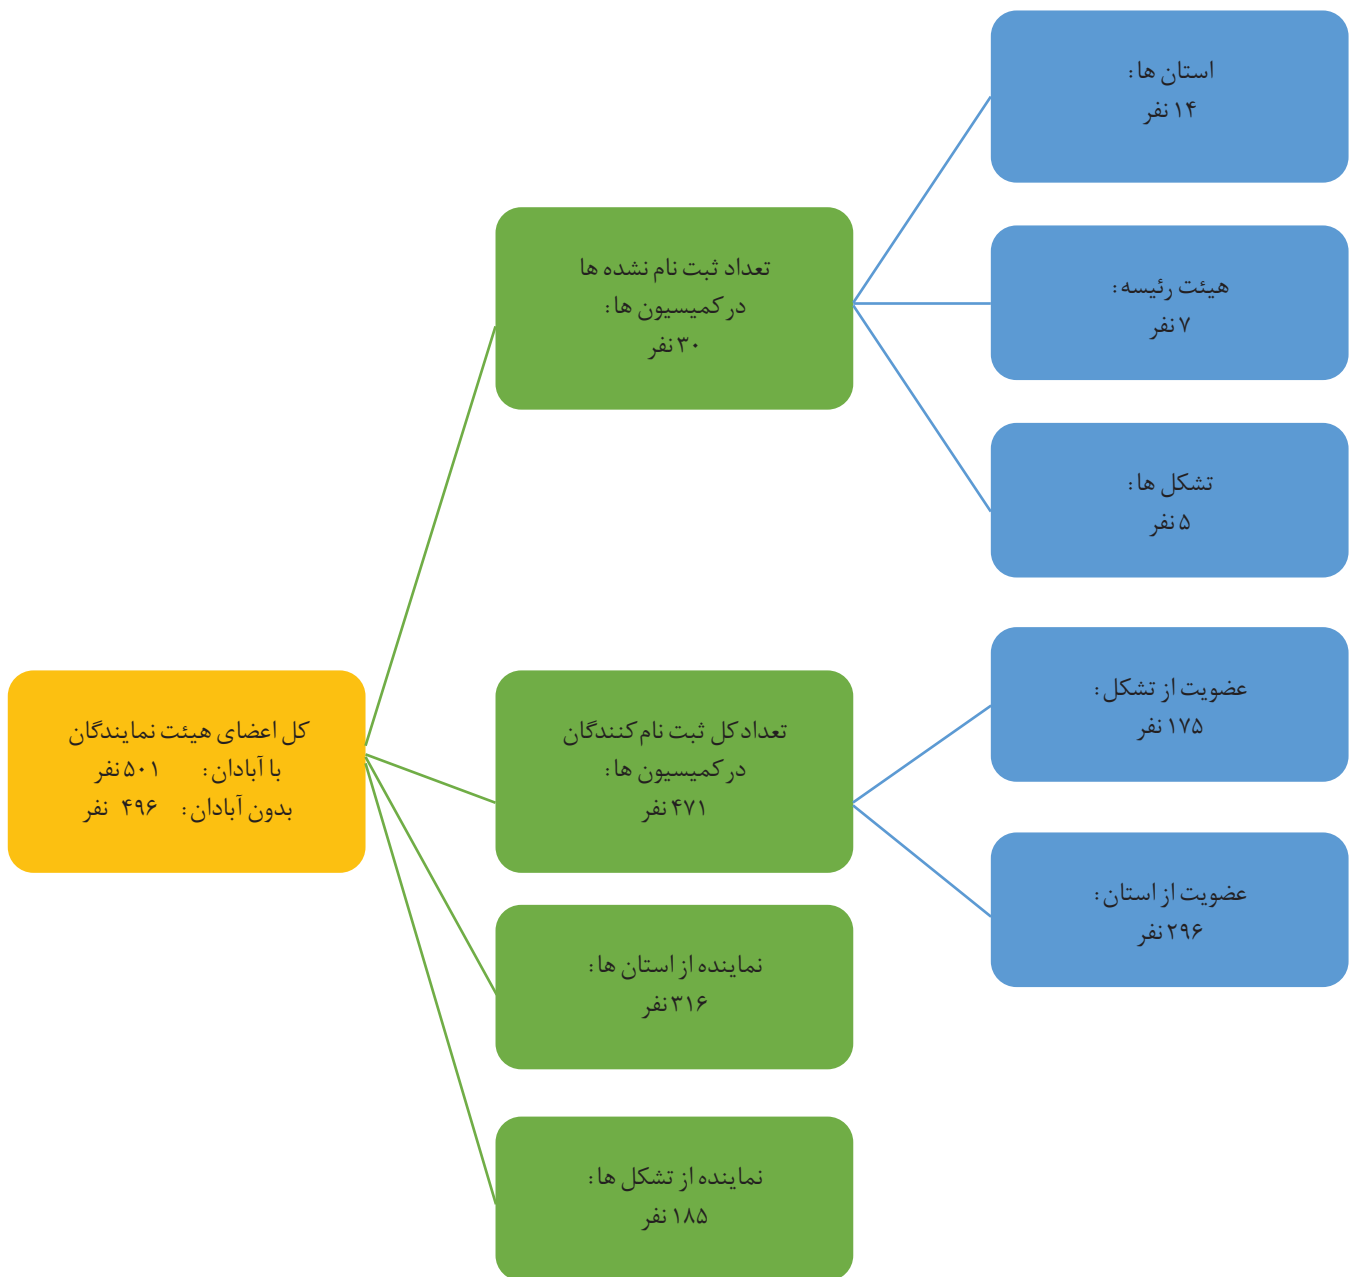 استان ها:
۱۴ نفر
هیئت رئیسه:
۷ نفر
تشکل ها:
۵ نفر
تعداد ثبت نام نشده ها
در کمیسیون ها:
۳۰ نفر
عضویت از تشکل:
۱۷۵ نفر
عضویت از استان:
۲۹۶ نفر
تعداد کل ثبت نام کنندگان
در کمیسیون ها:
۴۷۱ نفر
نماینده از استان ها:
۳۱۶ نفر
نماینده از تشکل ها:
۱۸۵ نفر
کل اعضای هیئت نمایندگان
با آبادان: ۵۰۱ نفر
بدون آبادان: ۴۹۶ نفر